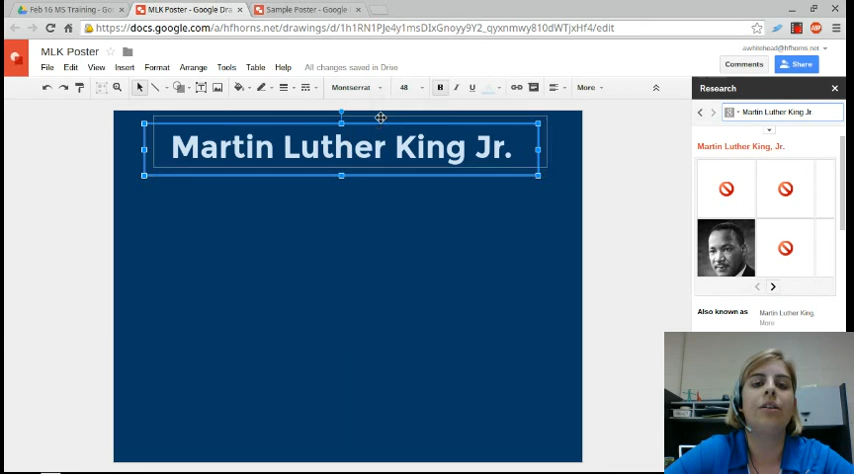 Feb 16 MS Training - Go
MLK Poster - Google Dra
Sample Poster - Google
https://docs.google.com/a/hfhorns.net/drawings/d/1h1RN1PJe4y1msDIxGnoyy9Y2_qyxnmwy810dWTjxHf4/edit
MLK Poster
awhitehead@hfhorns.net
File Edit View Insert Format Arrange Tools Table Help All changes saved in Drive
Comments Share
Montserrat 48 B I U A More
Research
Martin Luther King Jr
Martin Luther King, Jr.
Martin Luther King Jr.
Also known as Martin Luther King,
More